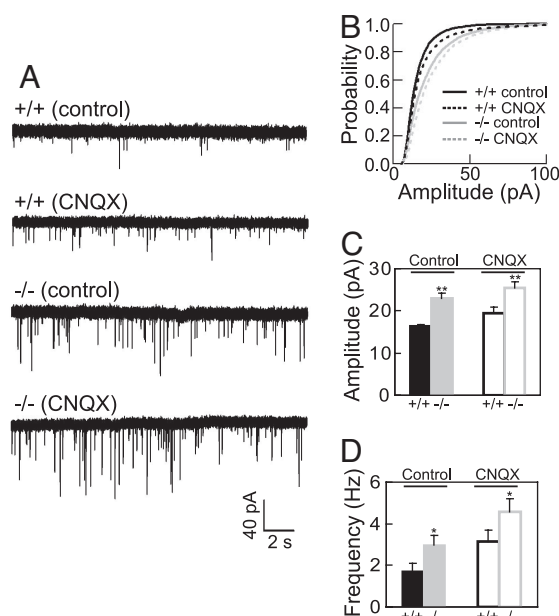 A
+/+ (control)
+/+ (CNQX)
-/- (control)
-/- (CNQX)
40 pA
2 s
B
Probability
1.0
0.8
0.6
0.4
0.2
0.0
+/+ control
+/+ CNQX
-/- control
-/- CNQX
0
50
100
Amplitude (pA)
C
Control CNQX
Amplitude (pA)
30
20
10
0
** **
+/+ -/- +/+ -/-
D
Control CNQX
Frequency (Hz)
6
4
2
0
* *
+/+ -/- +/+ -/-